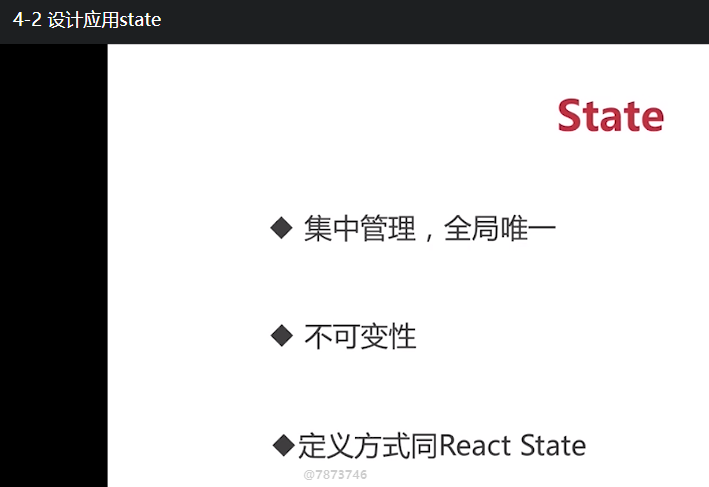 4-2 设计应用state
State
◆ 集中管理，全局唯一
◆ 不可变性
◆定义方式同React State
@7873746